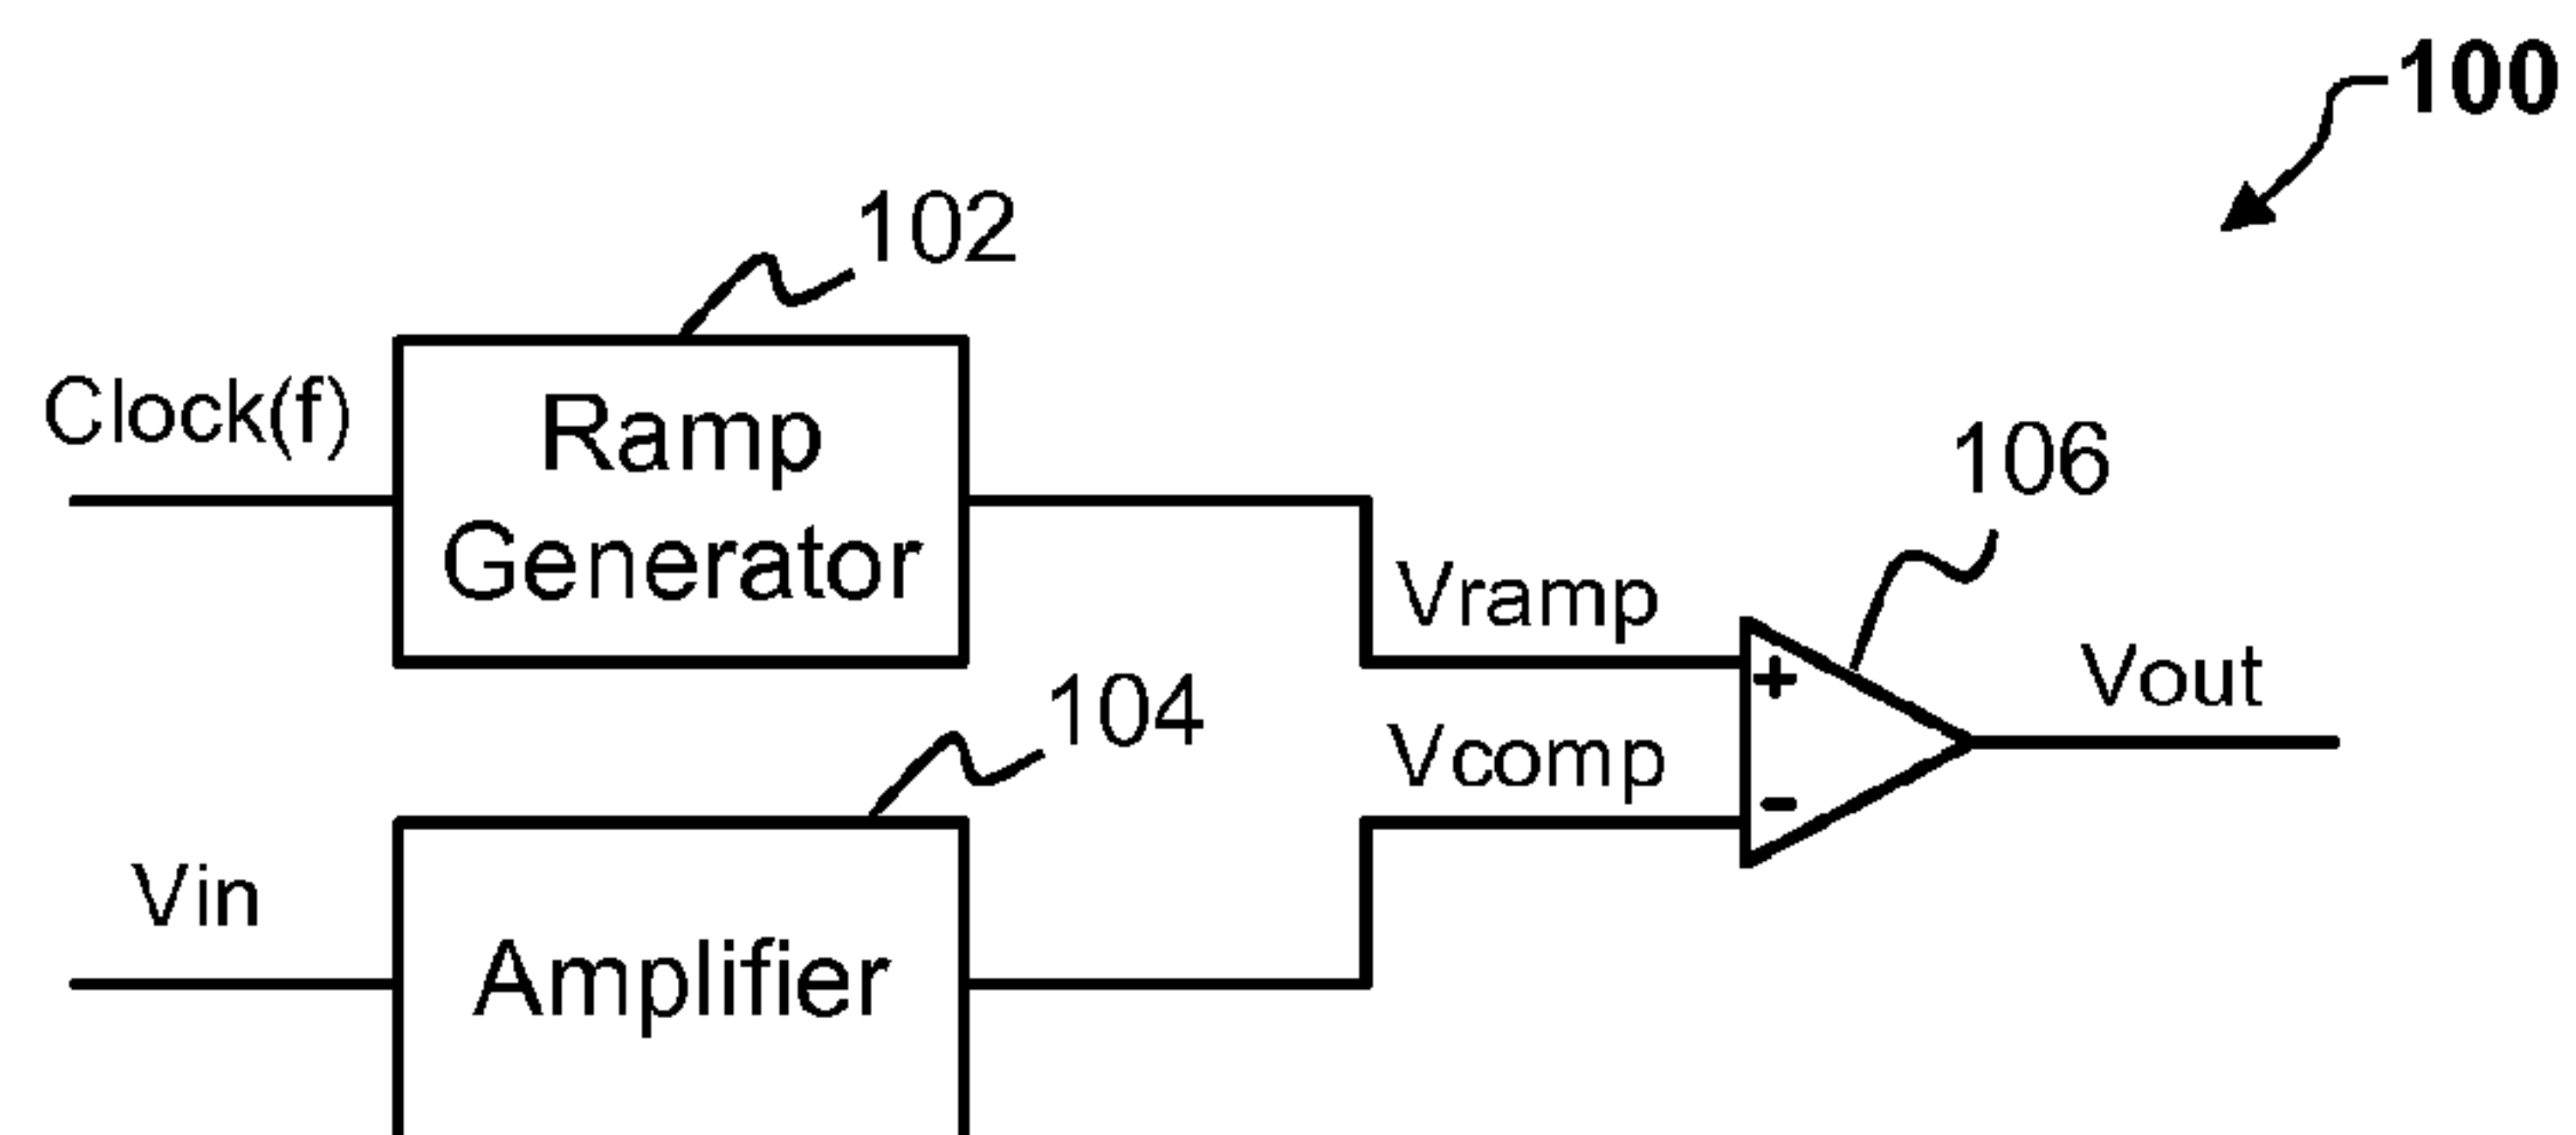 100
102
Clock(f)
Ramp
Generator
106
Vramp
+
Vout
104
Vcomp
-
Vin
Amplifier